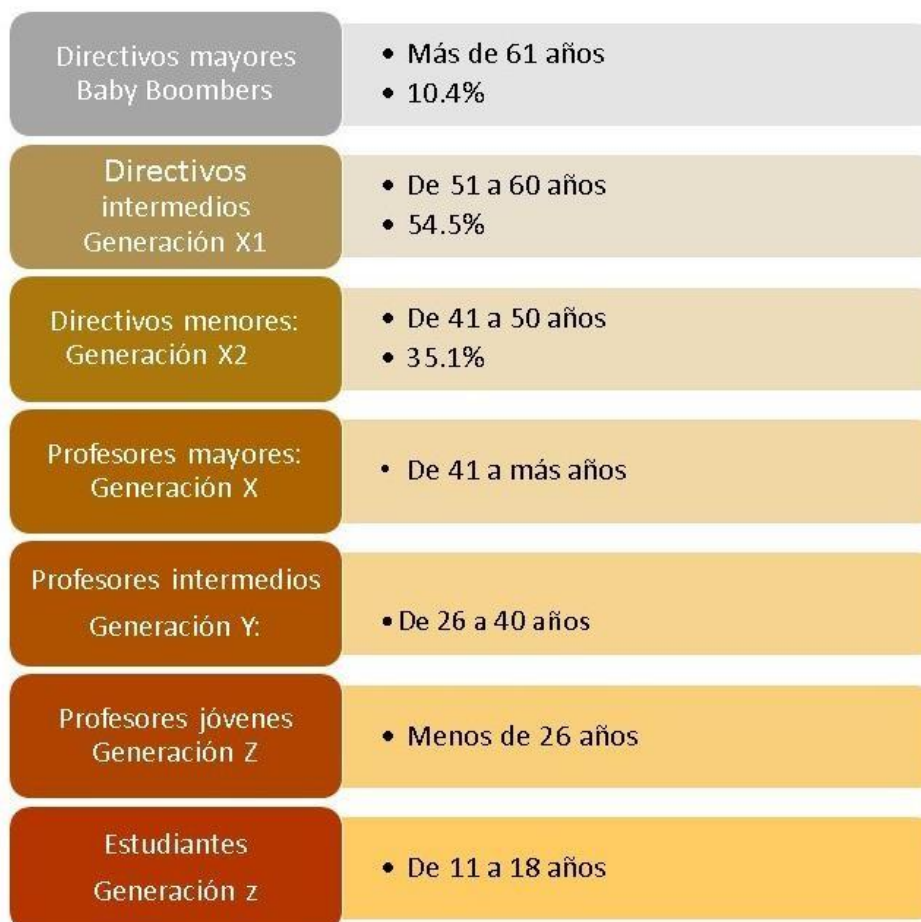 Directivos mayores
Baby Boombers
• Más de 61 años
• 10.4%
Directivos
intermedios
Generación X1
• De 51 a 60 años
• 54.5%
Directivos menores:
Generación X2
• De 41 a 50 años
• 35.1%
Profesores mayores:
Generación X
• De 41 a más años
Profesores intermedios
Generación Y:
• De 26 a 40 años
Profesores jóvenes
Generación Z
• Menos de 26 años
Estudiantes
Generación z
• De 11 a 18 años